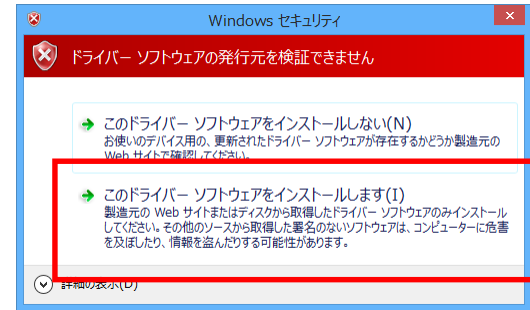 Windows セキュリティ
ドライバー ソフトウェアの発行元を検証できません
このドライバー ソフトウェアをインストールしない(N)
お使いのデバイス用の、更新されたドライバー ソフトウェアが存在するかどうか製造元の
Web サイトで確認してください。
このドライバー ソフトウェアをインストールします(I)
製造元の Web サイトまたはディスクから取得したドライバー ソフトウェアのみインストール
してください。その他のソースから取得した署名のないソフトウェアは、コンピューターに危害
を及ぼしたり、情報を盗んだりする可能性があります。
詳細の表示(D)